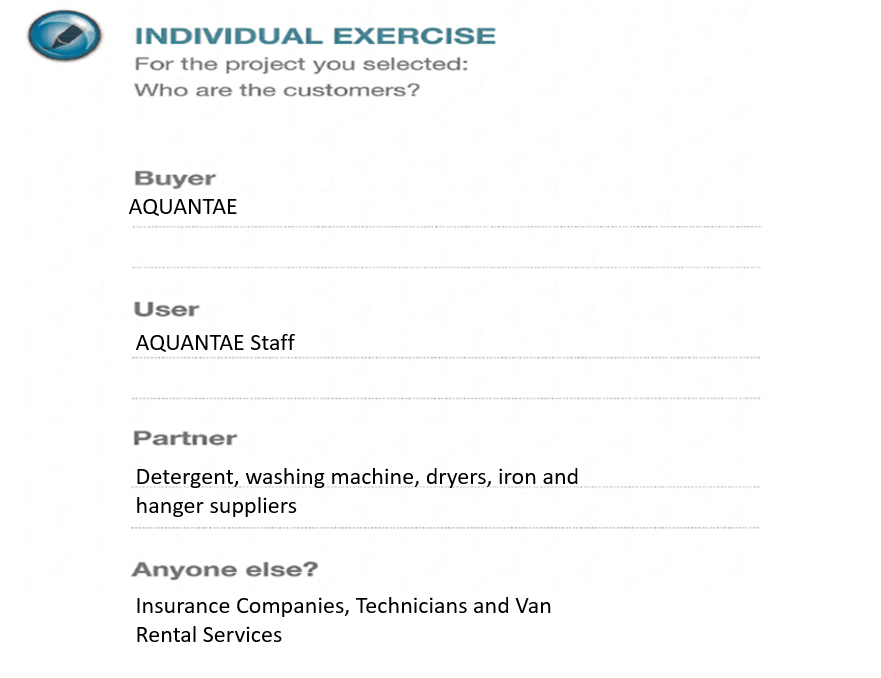 INDIVIDUAL EXERCISE
For the project you selected:
Who are the customers?
Buyer
AQUANTAE
User
AQUANTAE Staff
Partner
Detergent, washing machine, dryers, iron and
hanger suppliers
Anyone else?
Insurance Companies, Technicians and Van
Rental Services